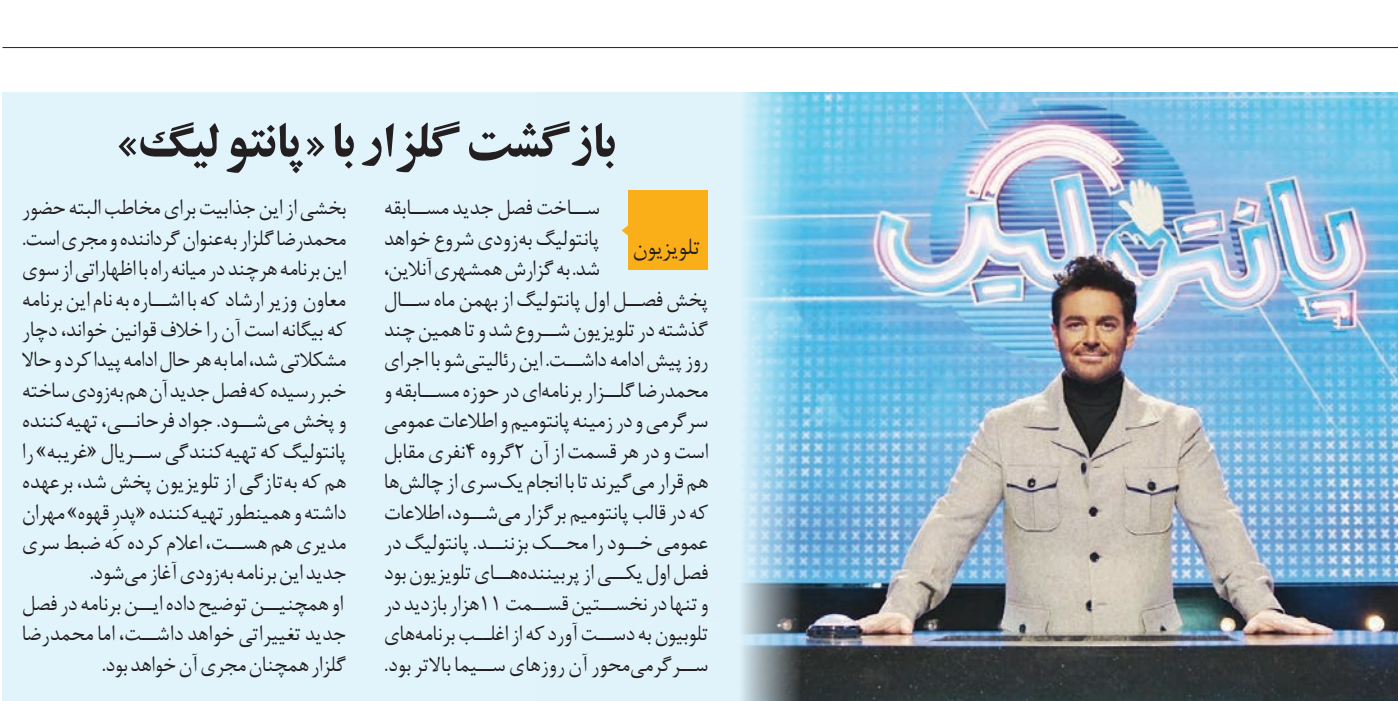 بازگشت گلزار با «پانتو لیگ»
تلویزیون
ساخت فصل جدید مسابقه
پانتولیگ به‌زودی شروع خواهد
شد. به گزارش همشهری آنلاین،
پخش فصل اول پانتولیگ از بهمن ماه سال
گذشته در تلویزیون شروع شد و تا همین چند
روز پیش ادامه داشت. این رئالیتی‌شو با اجرای
محمدرضا گلزار برنامه‌ای در حوزه مسابقه و
سرگرمی و در زمینه پانتومیم و اطلاعات عمومی
است و در هر قسمت از آن ۲گروه ۴نفری مقابل
هم قرار می‌گیرند تا با انجام یک‌سری از چالش‌ها
که در قالب پانتومیم برگزار می‌شود، اطلاعات
عمومی خود را محک بزنند. پانتولیگ در
فصل اول یکی از پربیننده‌های تلویزیون بود
و تنها در نخستین قسمت ۱۱هزار بازدید در
تلوبیون به دست آورد که از اغلب برنامه‌های
سرگرمی‌محور آن روزهای سیما بالاتر بود.
بخشی از این جذابیت برای مخاطب البته حضور
محمدرضا گلزار به‌عنوان گرداننده و مجری است.
این برنامه هرچند در میانه راه با اظهاراتی از سوی
معاون وزیر ارشاد که با اشاره به نام این برنامه
که بیگانه است آن را خلاف قوانین خواند، دچار
مشکلاتی شد، اما به هر حال ادامه پیدا کرد و حالا
خبر رسیده که فصل جدید آن هم به‌زودی ساخته
و پخش می‌شود. جواد فرحانی، تهیه‌کننده
پانتولیگ که تهیه‌کنندگی سریال «غریبه» را
هم که به‌تازگی از تلویزیون پخش شد، برعهده
داشته و همینطور تهیه‌کننده «پدرِ قهوه» مهران
مدیری هم هست، اعلام کرده که ضبط سری
جدید این برنامه به‌زودی آغاز می‌شود.
او همچنین توضیح داده این برنامه در فصل
جدید تغییراتی خواهد داشت، اما محمدرضا
گلزار همچنان مجری آن خواهد بود.
پانتولیگ